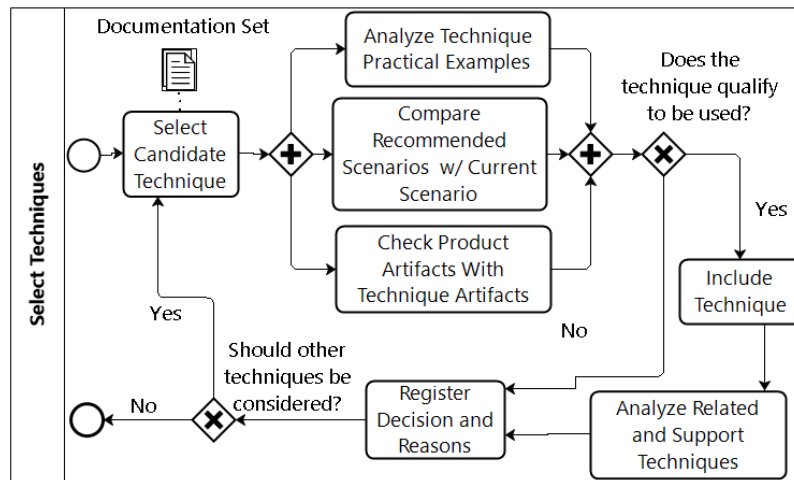 Select Techniques
Documentation Set
Select
Candidate
Technique
Analyze Technique
Practical Examples
Compare
Recommended
Scenarios w/ Current
Scenario
Check Product
Artifacts With
Technique Artifacts
Does the
technique qualify
to be used?
Yes
Include
Technique
No
Analyze Related
and Support
Techniques
Register
Decision and
Reasons
Should other
techniques be
considered?
Yes
No